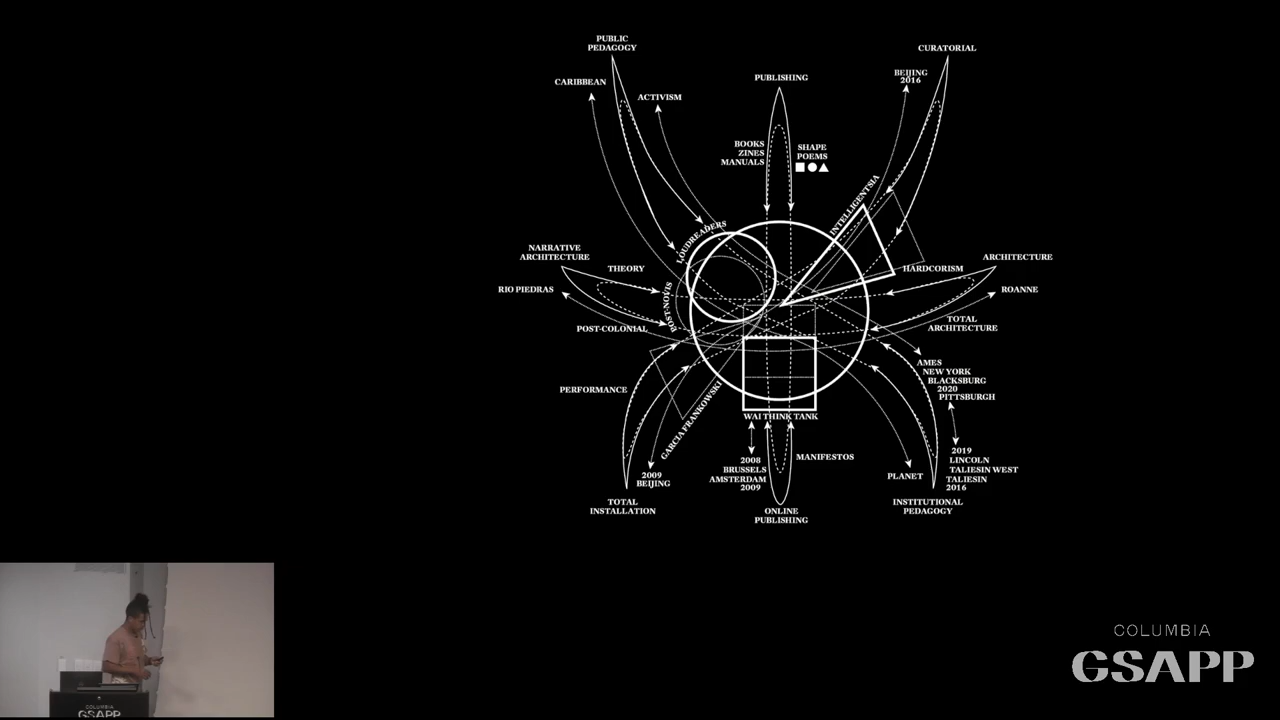 PUBLIC
PEDAGOGY
CURATORIAL
CARIBBEAN
ACTIVISM
PUBLISHING
BEIJING
2016
BOOKS
ZINES
MANUALS
SHAPE
POEMS
INTELLIGENTSIA
LOUDREADERS
NARRATIVE
ARCHITECTURE
THEORY
HARDCORISM
ARCHITECTURE
RIO PIEDRAS
ROANNE
POST-NOVIS
POST-COLONIAL
TOTAL
ARCHITECTURE
PERFORMANCE
AMES
NEW YORK
BLACKSBURG
2020
PITTSBURGH
GARCIA FRANKOWSKI
WAI THINK TANK
2008
BRUSSELS
AMSTERDAM
2009
MANIFESTOS
2009
BEIJING
PLANET
2019
LINCOLN
TALIESIN WEST
TALIESIN
2016
TOTAL
INSTALLATION
ONLINE
PUBLISHING
INSTITUTIONAL
PEDAGOGY
COLUMBIA
GSAPP
COLUMBIA
GSAPP